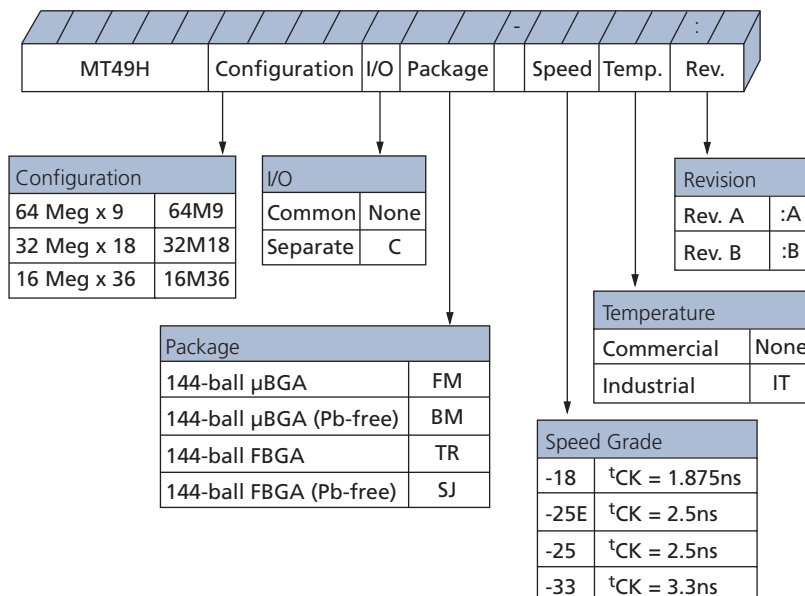 - :
MT49H Configuration I/O Package Speed Temp. Rev.
Configuration
64 Meg x 9 64M9
32 Meg x 18 32M18
16 Meg x 36 16M36
I/O
Common None
Separate C
Revision
Rev. A :A
Rev. B :B
Temperature
Commercial None
Industrial IT
Package
144-ball µBGA FM
144-ball µBGA (Pb-free) BM
144-ball FBGA TR
144-ball FBGA (Pb-free) SJ
Speed Grade
-18 tCK = 1.875ns
-25E tCK = 2.5ns
-25 tCK = 2.5ns
-33 tCK = 3.3ns